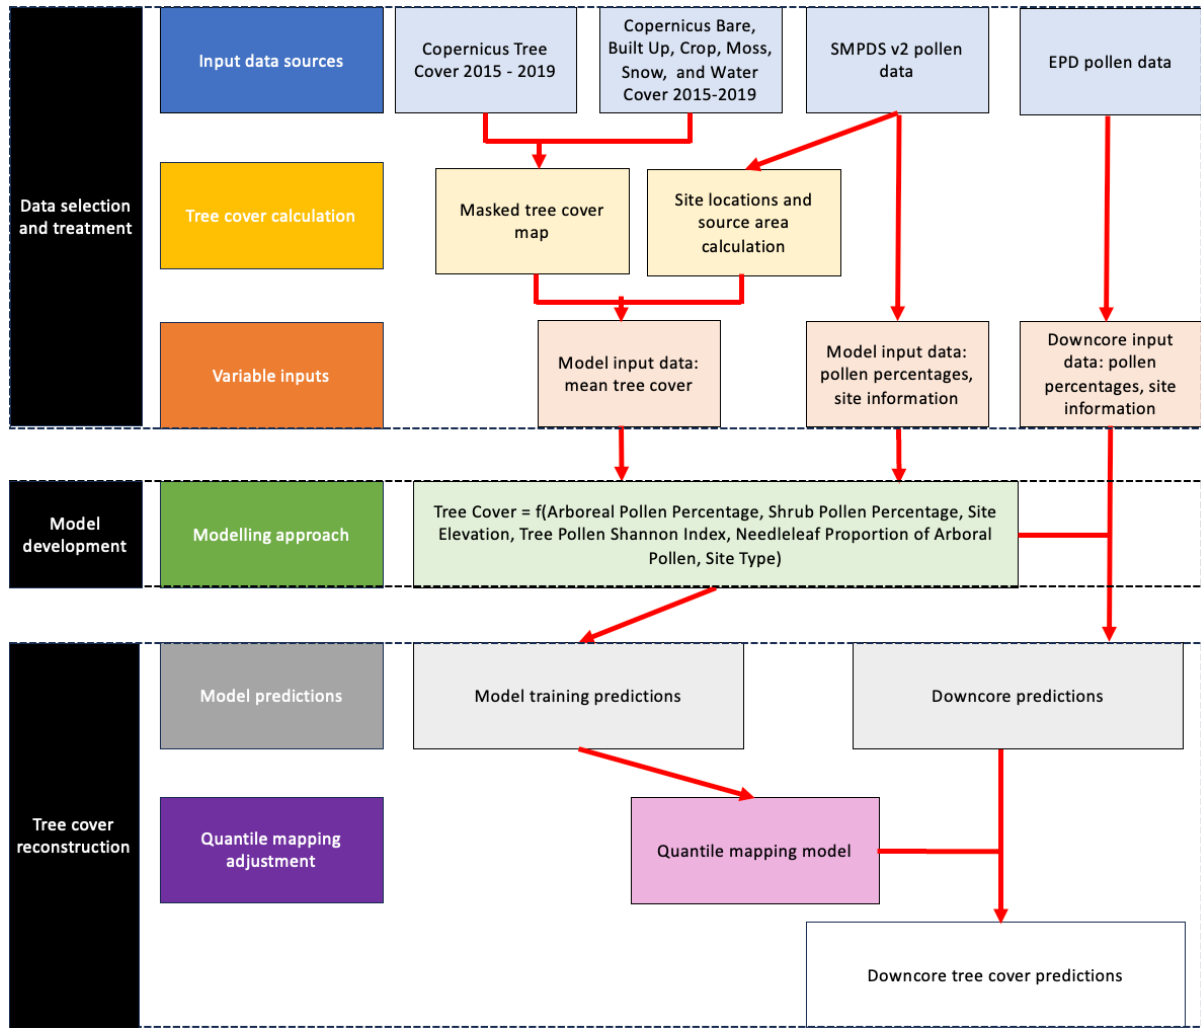 Data selection
and treatment
Input data sources
Copernicus Tree
Cover 2015 - 2019
Copernicus Bare,
Built Up, Crop, Moss,
Snow, and Water
Cover 2015-2019
SMPDS v2 pollen
data
EPD pollen data
Tree cover calculation
Masked tree cover
map
Site locations and
source area
calculation
Variable inputs
Model input data:
mean tree cover
Model input data:
pollen percentages,
site information
Downcore input
data: pollen
percentages, site
information
Model
development
Modelling approach
Tree Cover = f(Arboreal Pollen Percentage, Shrub Pollen Percentage, Site
Elevation, Tree Pollen Shannon Index, Needleleaf Proportion of Arboral
Pollen, Site Type)
Tree cover
reconstruction
Model predictions
Model training predictions
Downcore predictions
Quantile mapping
adjustment
Quantile mapping model
Downcore tree cover predictions